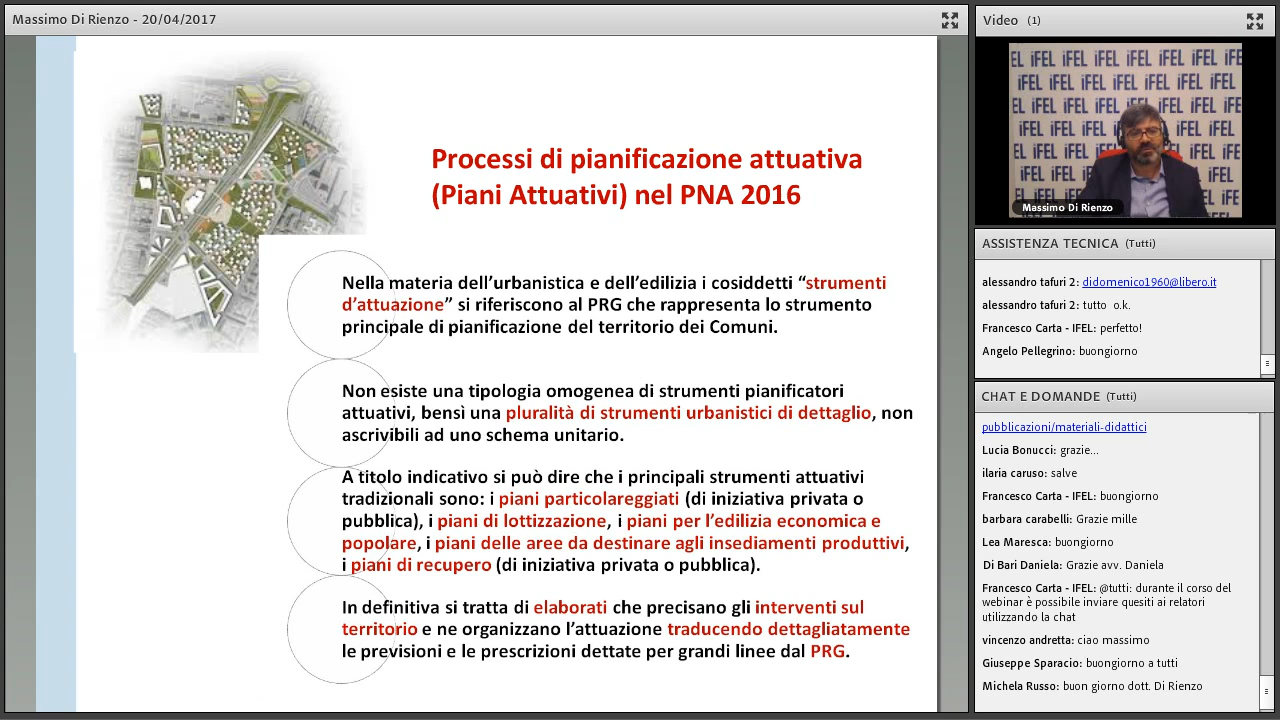 Massimo Di Rienzo - 20/04/2017
Processi di pianificazione attuativa
(Piani Attuativi) nel PNA 2016
Nella materia dell’urbanistica e dell’edilizia i cosiddetti “strumenti
d’attuazione” si riferiscono al PRG che rappresenta lo strumento
principale di pianificazione del territorio dei Comuni.
Non esiste una tipologia omogenea di strumenti pianificatori
attuativi, bensì una pluralità di strumenti urbanistici di dettaglio, non
ascrivibili ad uno schema unitario.
A titolo indicativo si può dire che i principali strumenti attuativi
tradizionali sono: i piani particolareggiati (di iniziativa privata o
pubblica), i piani di lottizzazione, i piani per l’edilizia economica e
popolare, i piani delle aree da destinare agli insediamenti produttivi,
i piani di recupero (di iniziativa privata o pubblica).
In definitiva si tratta di elaborati che precisano gli interventi sul
territorio e ne organizzano l’attuazione traducendo dettagliatamente
le previsioni e le prescrizioni dettate per grandi linee dal PRG.
Video (1)
iFEL iFEL iFEL iFEL
Massimo Di Rienzo
ASSISTENZA TECNICA (Tutti)
alessandro tafuri 2: didomenico1960@libero.it
alessandro tafuri 2: tutto o.k.
Francesco Carta - IFEL: perfetto!
Angelo Pellegrino: buongiorno
CHAT E DOMANDE (Tutti)
pubblicazioni/materiali-didattici
Lucia Bonucci: grazie...
ilaria caruso: salve
Francesco Carta - IFEL: buongiorno
barbara carabelli: Grazie mille
Lea Maresca: buongiorno
Di Bari Daniela: Grazie avv. Daniela
Francesco Carta - IFEL: @tutti: durante il corso del
webinar è possibile inviare quesiti ai relatori
utilizzando la chat
vincenzo andretta: ciao massimo
Giuseppe Sparacio: buongiorno a tutti
Michela Russo: buon giorno dott. Di Rienzo